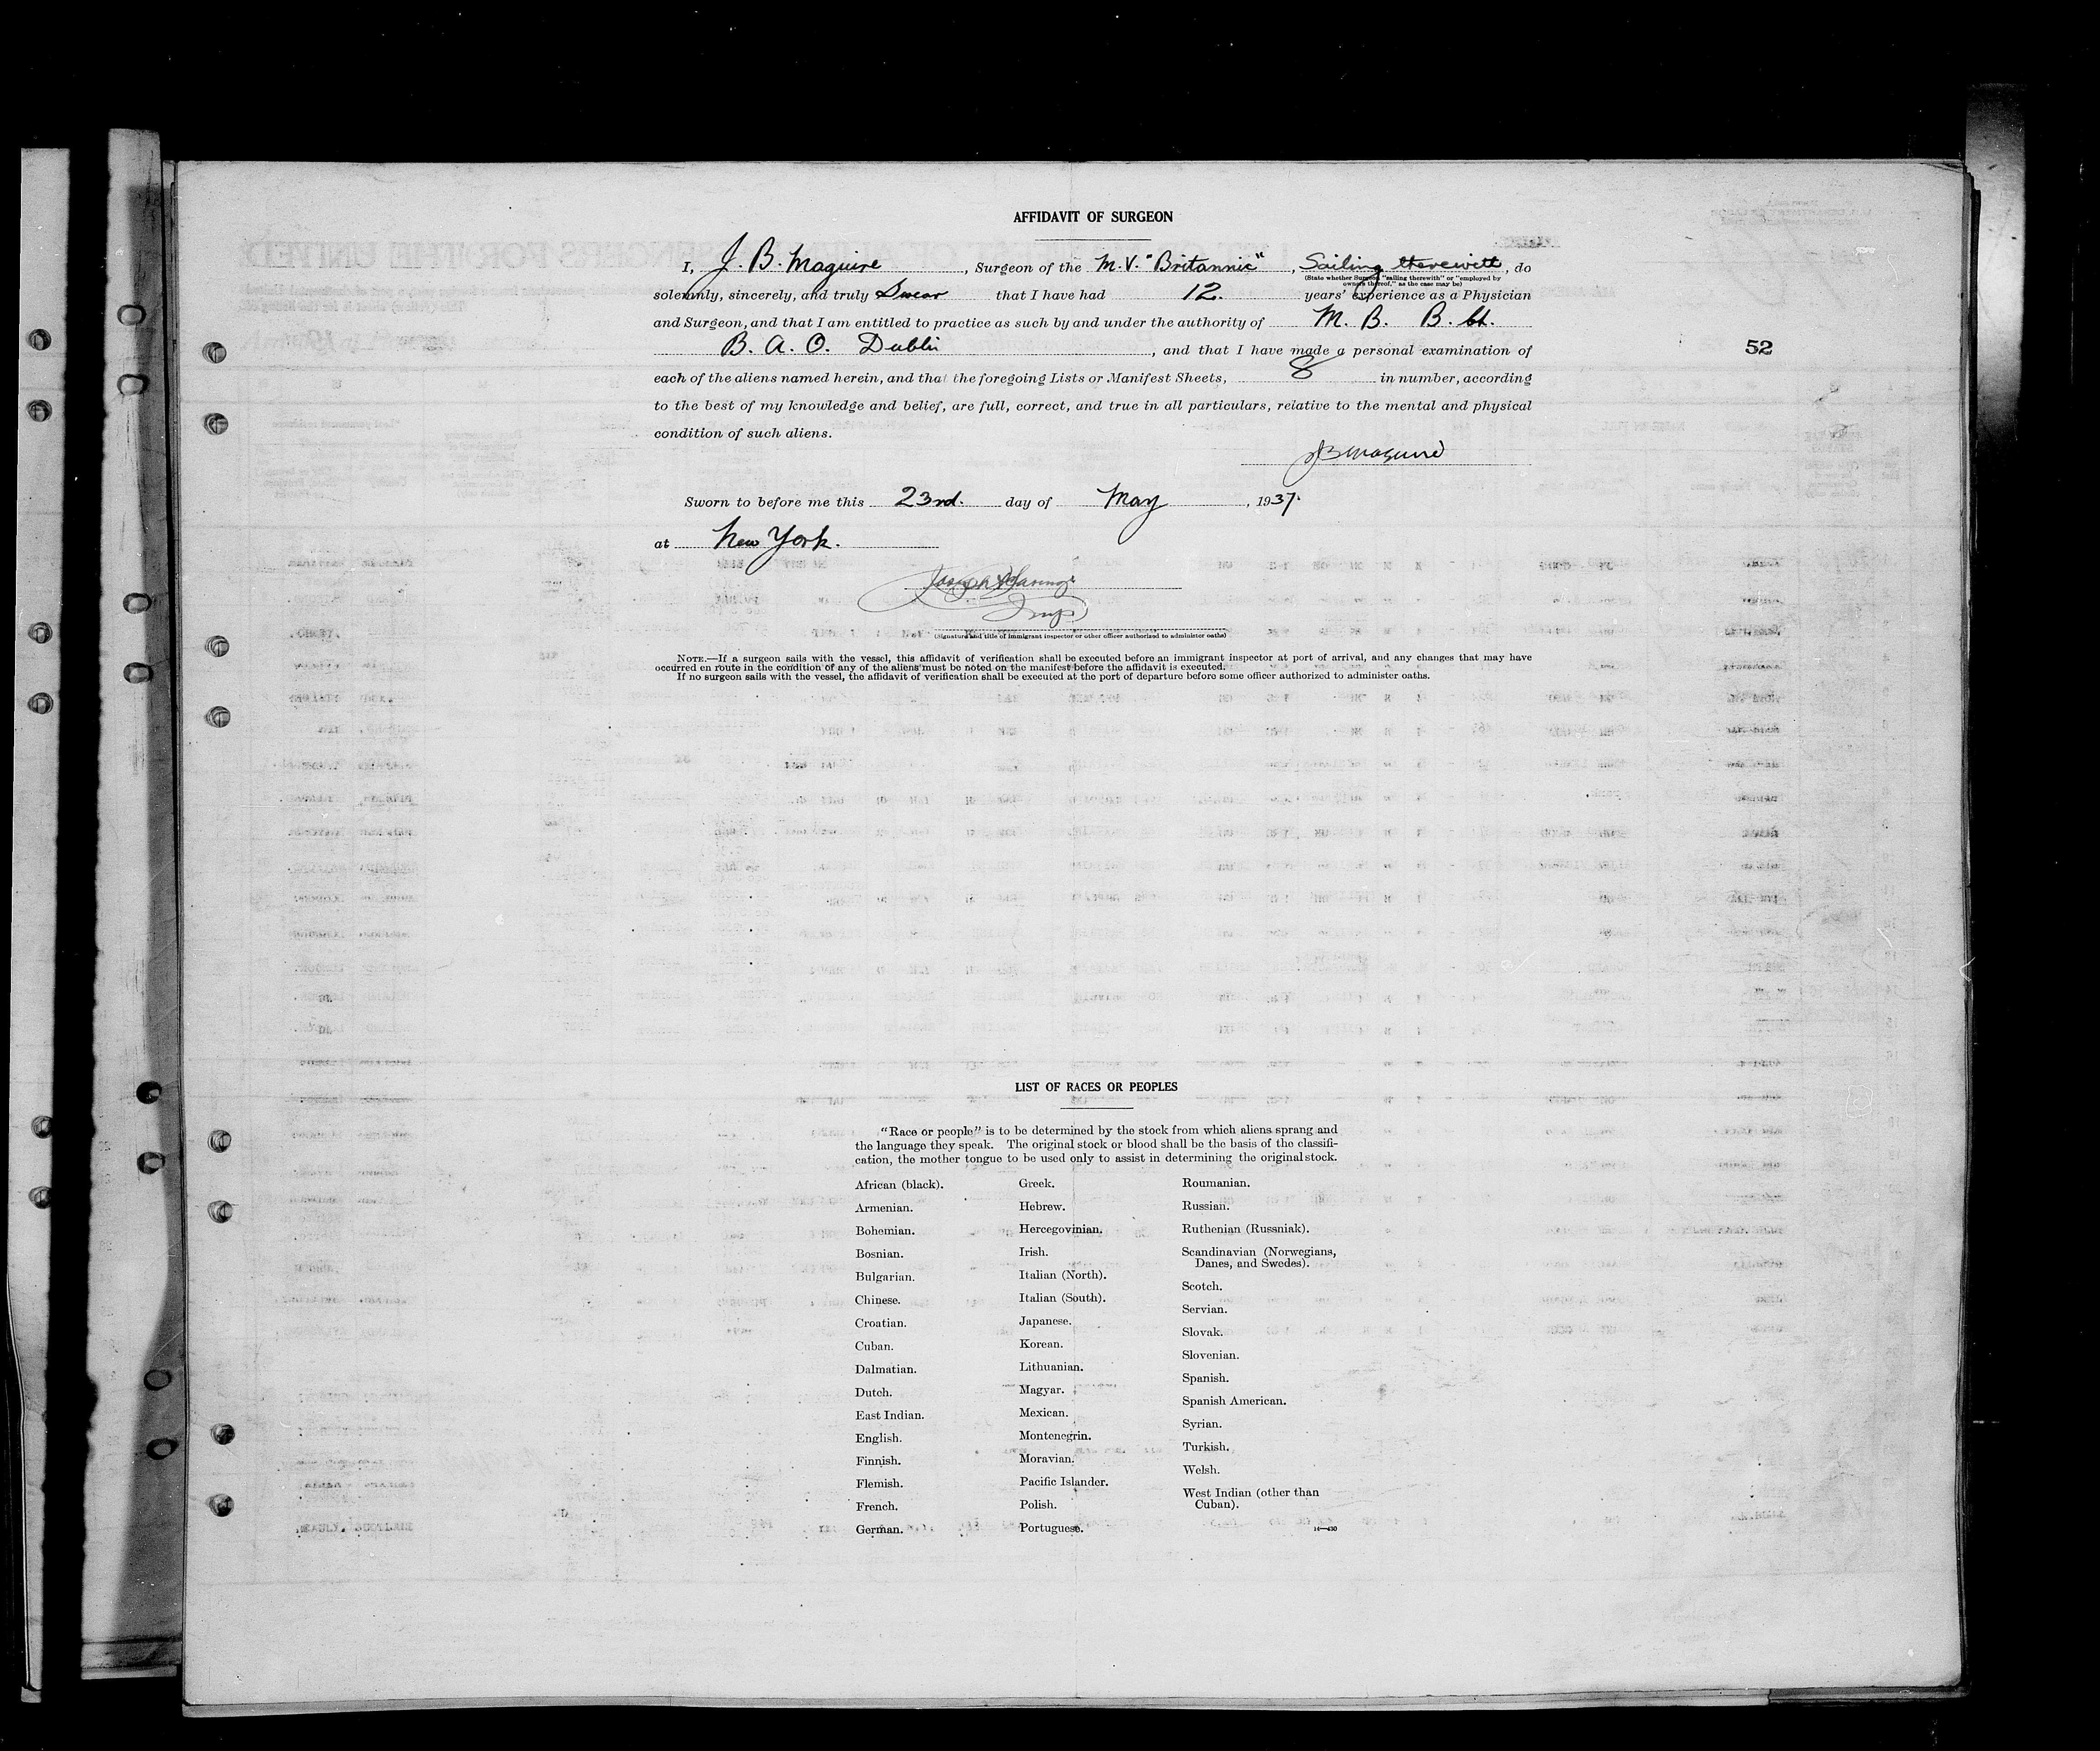 AFFIDAVIT OF SURGEON
I, J. B. Maguire, Surgeon of the M.V. "Britannic", Sailing therewith, do
(State whether Surgeon "sailing therewith" or "employed by
owners thereof," as the case may be)
solemnly, sincerely, and truly Swear that I have had 12. years' experience as a Physician
and Surgeon, and that I am entitled to practice as such by and under the authority of M. B. B. Ch.
B. A. O. Dublin, and that I have made a personal examination of
52
each of the aliens named herein, and that the foregoing Lists or Manifest Sheets, 8 in number, according
to the best of my knowledge and belief, are full, correct, and true in all particulars, relative to the mental and physical
condition of such aliens.
J B Maguire
Sworn to before me this 23rd. day of May, 1937.
at New York.
Joseph
Insp
(Signature and title of immigrant inspector or other officer authorized to administer oaths)
NOTE.—If a surgeon sails with the vessel, this affidavit of verification shall be executed before an immigrant inspector at port of arrival, and any changes that may have
occurred en route in the condition of any of the aliens must be noted on the manifest before the affidavit is executed.
If no surgeon sails with the vessel, the affidavit of verification shall be executed at the port of departure before some officer authorized to administer oaths.
LIST OF RACES OR PEOPLES
"Race or people" is to be determined by the stock from which aliens sprang and
the language they speak. The original stock or blood shall be the basis of the classifi-
cation, the mother tongue to be used only to assist in determining the original stock.
African (black).
Armenian.
Bohemian.
Bosnian.
Bulgarian.
Chinese.
Croatian.
Cuban.
Dalmatian.
Dutch.
East Indian.
English.
Finnish.
Flemish.
French.
German.
Greek.
Hebrew.
Hercegovinian.
Irish.
Italian (North).
Italian (South).
Japanese.
Korean.
Lithuanian.
Magyar.
Mexican.
Montenegrin.
Moravian.
Pacific Islander.
Polish.
Portuguese.
Roumanian.
Russian.
Ruthenian (Russniak).
Scandinavian (Norwegians,
Danes, and Swedes).
Scotch.
Servian.
Slovak.
Slovenian.
Spanish.
Spanish American.
Syrian.
Turkish.
Welsh.
West Indian (other than
Cuban).
14—430